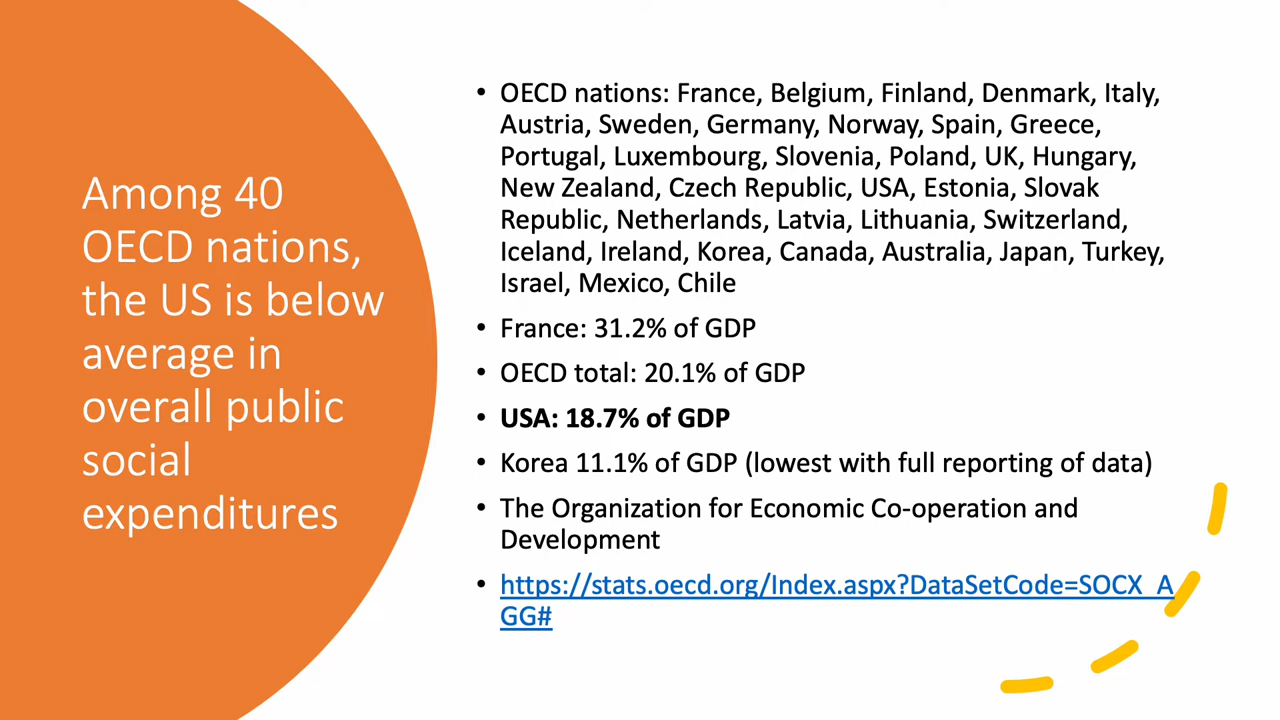 Among 40
OECD nations,
the US is below
average in
overall public
social
expenditures
• OECD nations: France, Belgium, Finland, Denmark, Italy,
Austria, Sweden, Germany, Norway, Spain, Greece,
Portugal, Luxembourg, Slovenia, Poland, UK, Hungary,
New Zealand, Czech Republic, USA, Estonia, Slovak
Republic, Netherlands, Latvia, Lithuania, Switzerland,
Iceland, Ireland, Korea, Canada, Australia, Japan, Turkey,
Israel, Mexico, Chile
• France: 31.2% of GDP
• OECD total: 20.1% of GDP
• USA: 18.7% of GDP
• Korea 11.1% of GDP (lowest with full reporting of data)
• The Organization for Economic Co-operation and
Development
• https://stats.oecd.org/Index.aspx?DataSetCode=SOCX_A
GG#